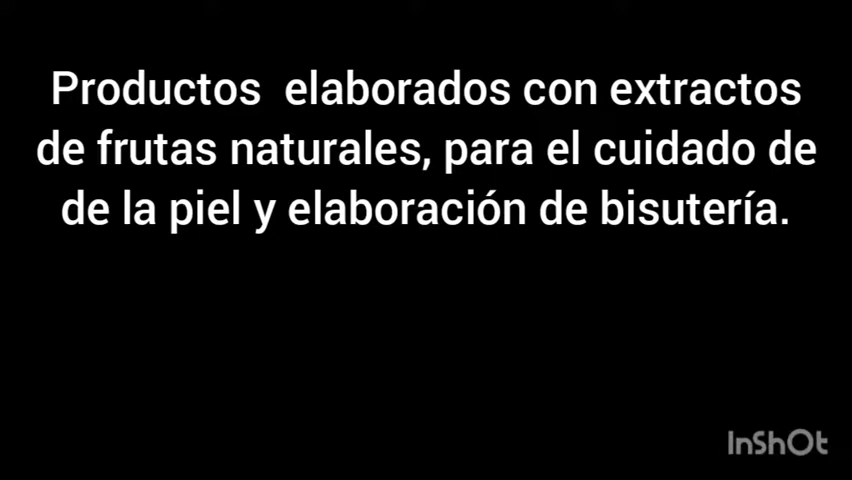 Productos  elaborados con extractos
de frutas naturales, para el cuidado de
de la piel y elaboración de bisutería.
InShOt